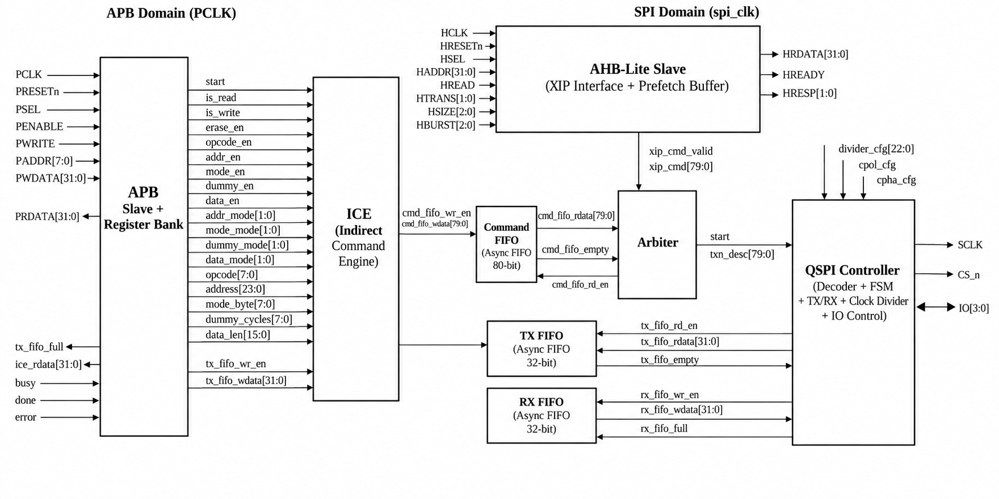 APB Domain (PCLK)
SPI Domain (spi_clk)
PCLK
PRESETn
PSEL
PENABLE
PWRITE
PADDR[7:0]
PWDATA[31:0]
PRDATA[31:0]
tx_fifo_full
ice_rdata[31:0]
busy
done
error
APB
Slave +
Register Bank
start
is_read
is_write
erase_en
opcode_en
addr_en
mode_en
dummy_en
data_en
addr_mode[1:0]
mode_mode[1:0]
dummy_mode[1:0]
data_mode[1:0]
opcode[7:0]
address[23:0]
mode_byte[7:0]
dummy_cycles[7:0]
data_len[15:0]
tx_fifo_wr_en
tx_fifo_wdata[31:0]
ICE
(Indirect
Command
Engine)
HCLK
HRESETn
HSEL
HADDR[31:0]
HREAD
HTRANS[1:0]
HSIZE[2:0]
HBURST[2:0]
AHB-Lite Slave
(XIP Interface + Prefetch Buffer)
HRDATA[31:0]
HREADY
HRESP[1:0]
xip_cmd_valid
xip_cmd[79:0]
divider_cfg[22:0]
cpol_cfg
cpha_cfg
cmd_fifo_wr_en
cmd_fifo_wdata[79:0]
Command
FIFO
(Async FIFO
80-bit)
cmd_fifo_rdata[79:0]
cmd_fifo_empty
cmd_fifo_rd_en
Arbiter
start
txn_desc[79:0]
QSPI Controller
(Decoder + FSM
+ TX/RX + Clock Divider
+ IO Control)
SCLK
CS_n
IO[3:0]
TX FIFO
(Async FIFO
32-bit)
tx_fifo_rd_en
tx_fifo_rdata[31:0]
tx_fifo_empty
RX FIFO
(Async FIFO
32-bit)
rx_fifo_wr_en
rx_fifo_wdata[31:0]
rx_fifo_full